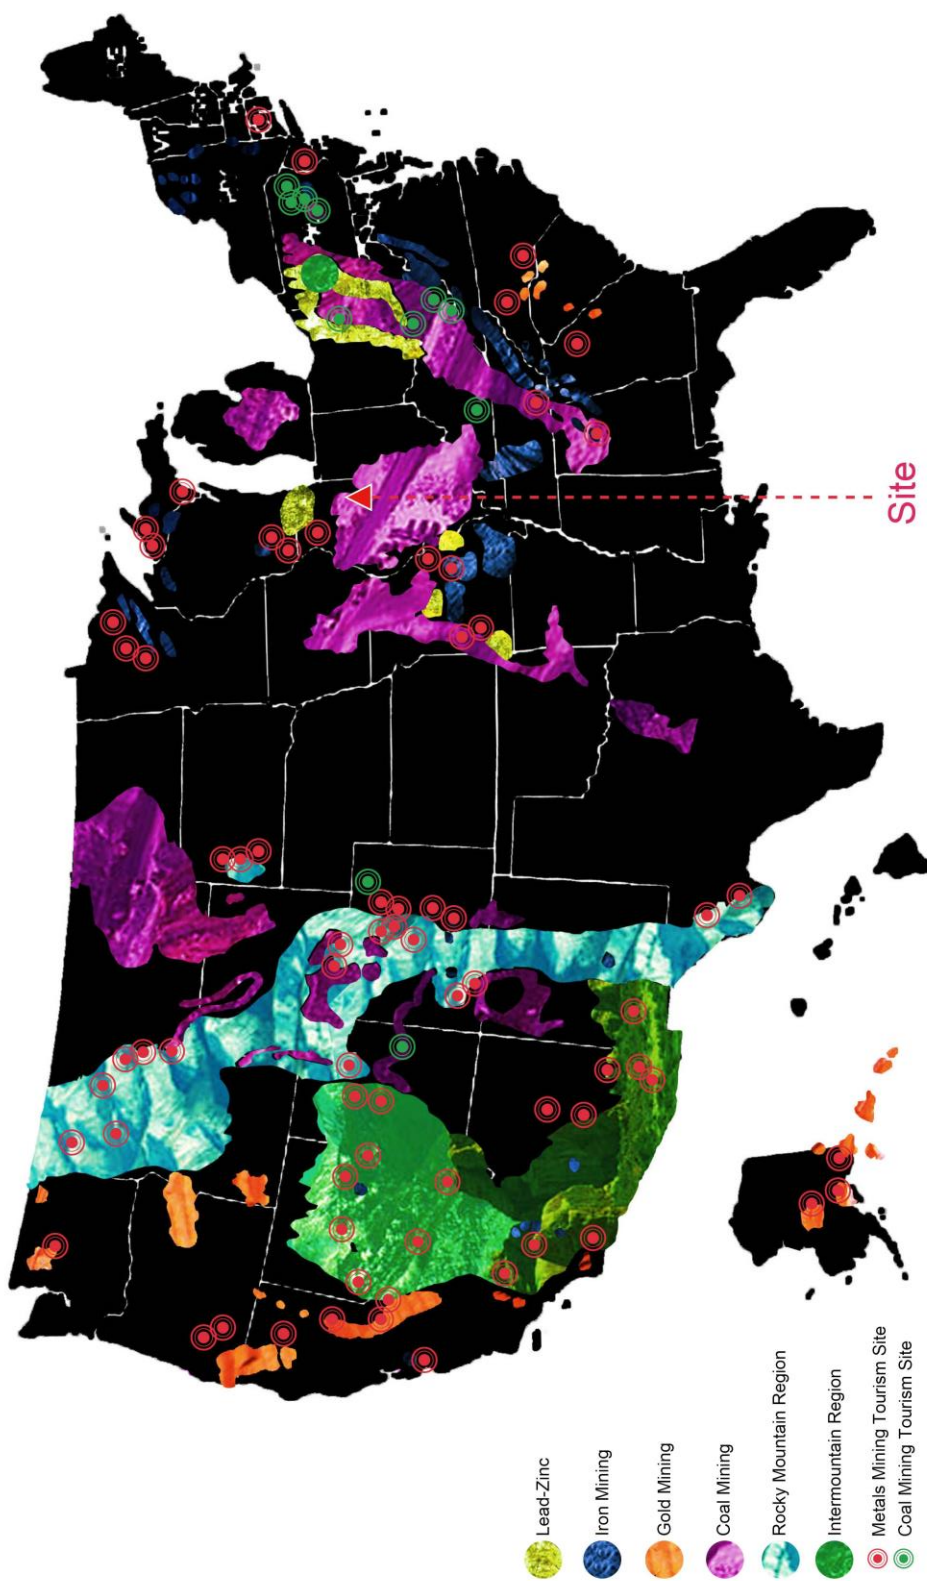 Site
Lead-Zinc
Iron Mining
Gold Mining
Coal Mining
Rocky Mountain Region
Intermountain Region
Metals Mining Tourism Site
Coal Mining Tourism Site